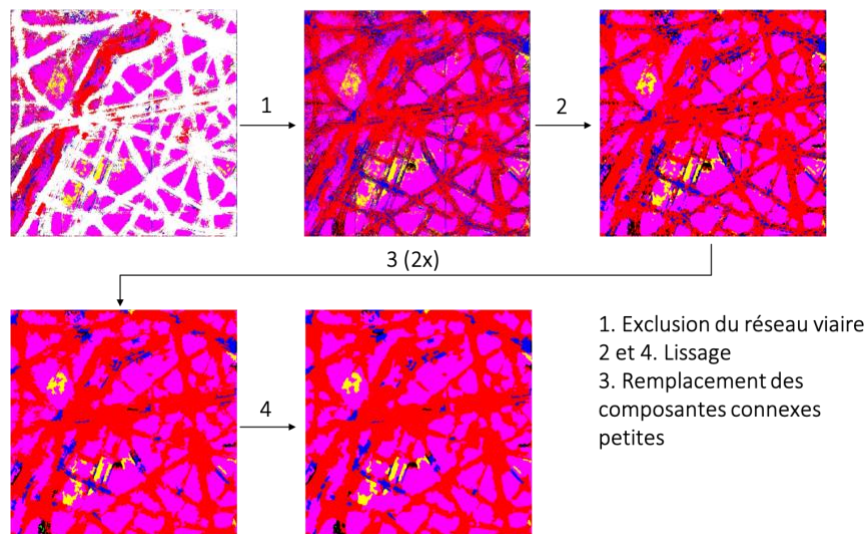 1
2
3 (2x)
4
1. Exclusion du réseau viaire
2 et 4. Lissage
3. Remplacement des
composantes connexes
petites